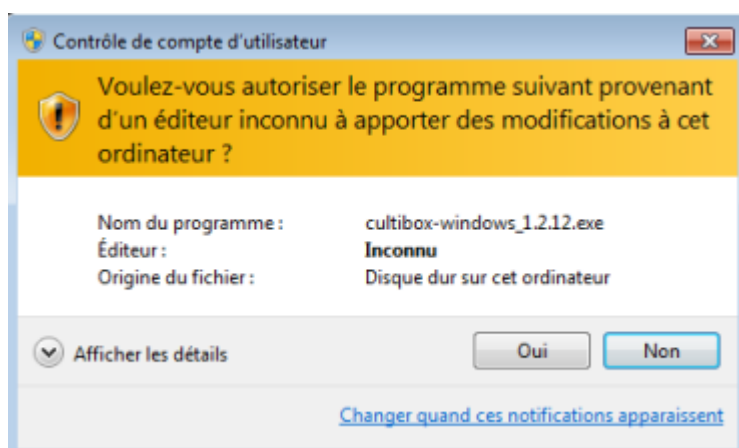 Contrôle de compte d'utilisateur
Voulez-vous autoriser le programme suivant provenant
d'un éditeur inconnu à apporter des modifications à cet
ordinateur ?
Nom du programme : cultibox-windows_1.2.12.exe
Éditeur : Inconnu
Origine du fichier : Disque dur sur cet ordinateur
Afficher les détails Oui Non
Changer quand ces notifications apparaissent